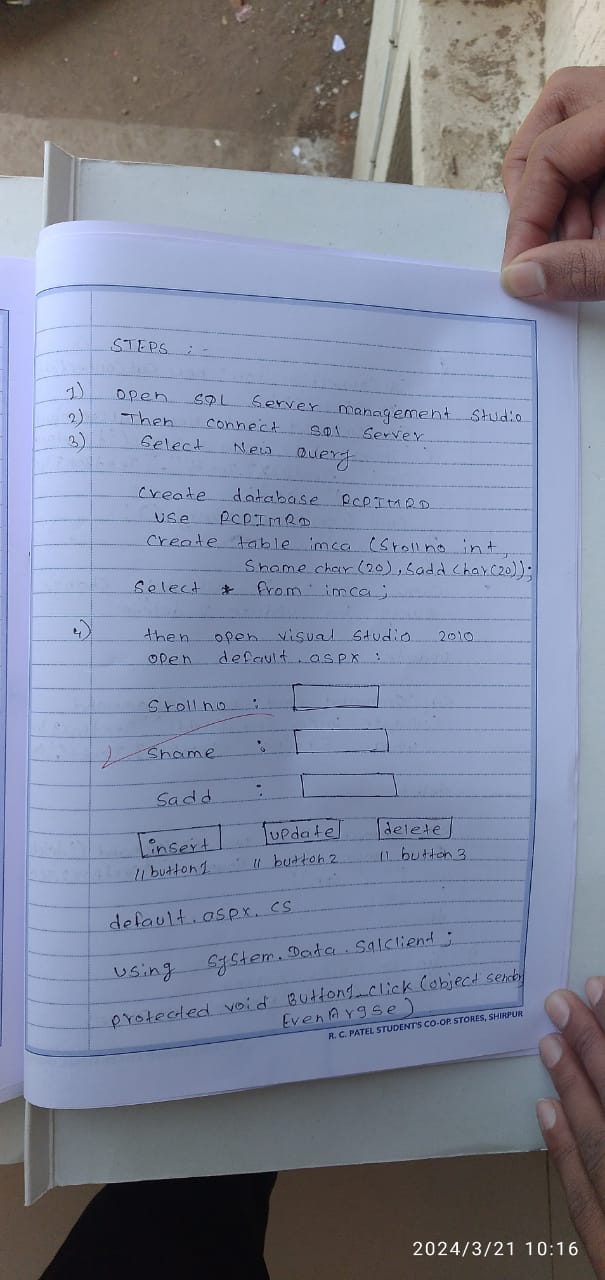 STEPS :-
1) open SQL Server management Studio
2) Then connect sql Server
3) Select New Query
Create database RCPIMRD
use RCPIMRD
Create table imca (Srollno int,
Sname char(20), Sadd char(20));
Select * from imca;
4) then open visual Studio 2010
open default.aspx :
Srollno :
Sname :
Sadd :
insert update delete
//button1 // button2 // button3
default.aspx.cs
using System.Data.SqlClient;
protected void Button1_click (object sender
EvenArgse)
R. C. PATEL STUDENT'S CO-OP. STORES, SHIRPUR
2024/3/21 10:16